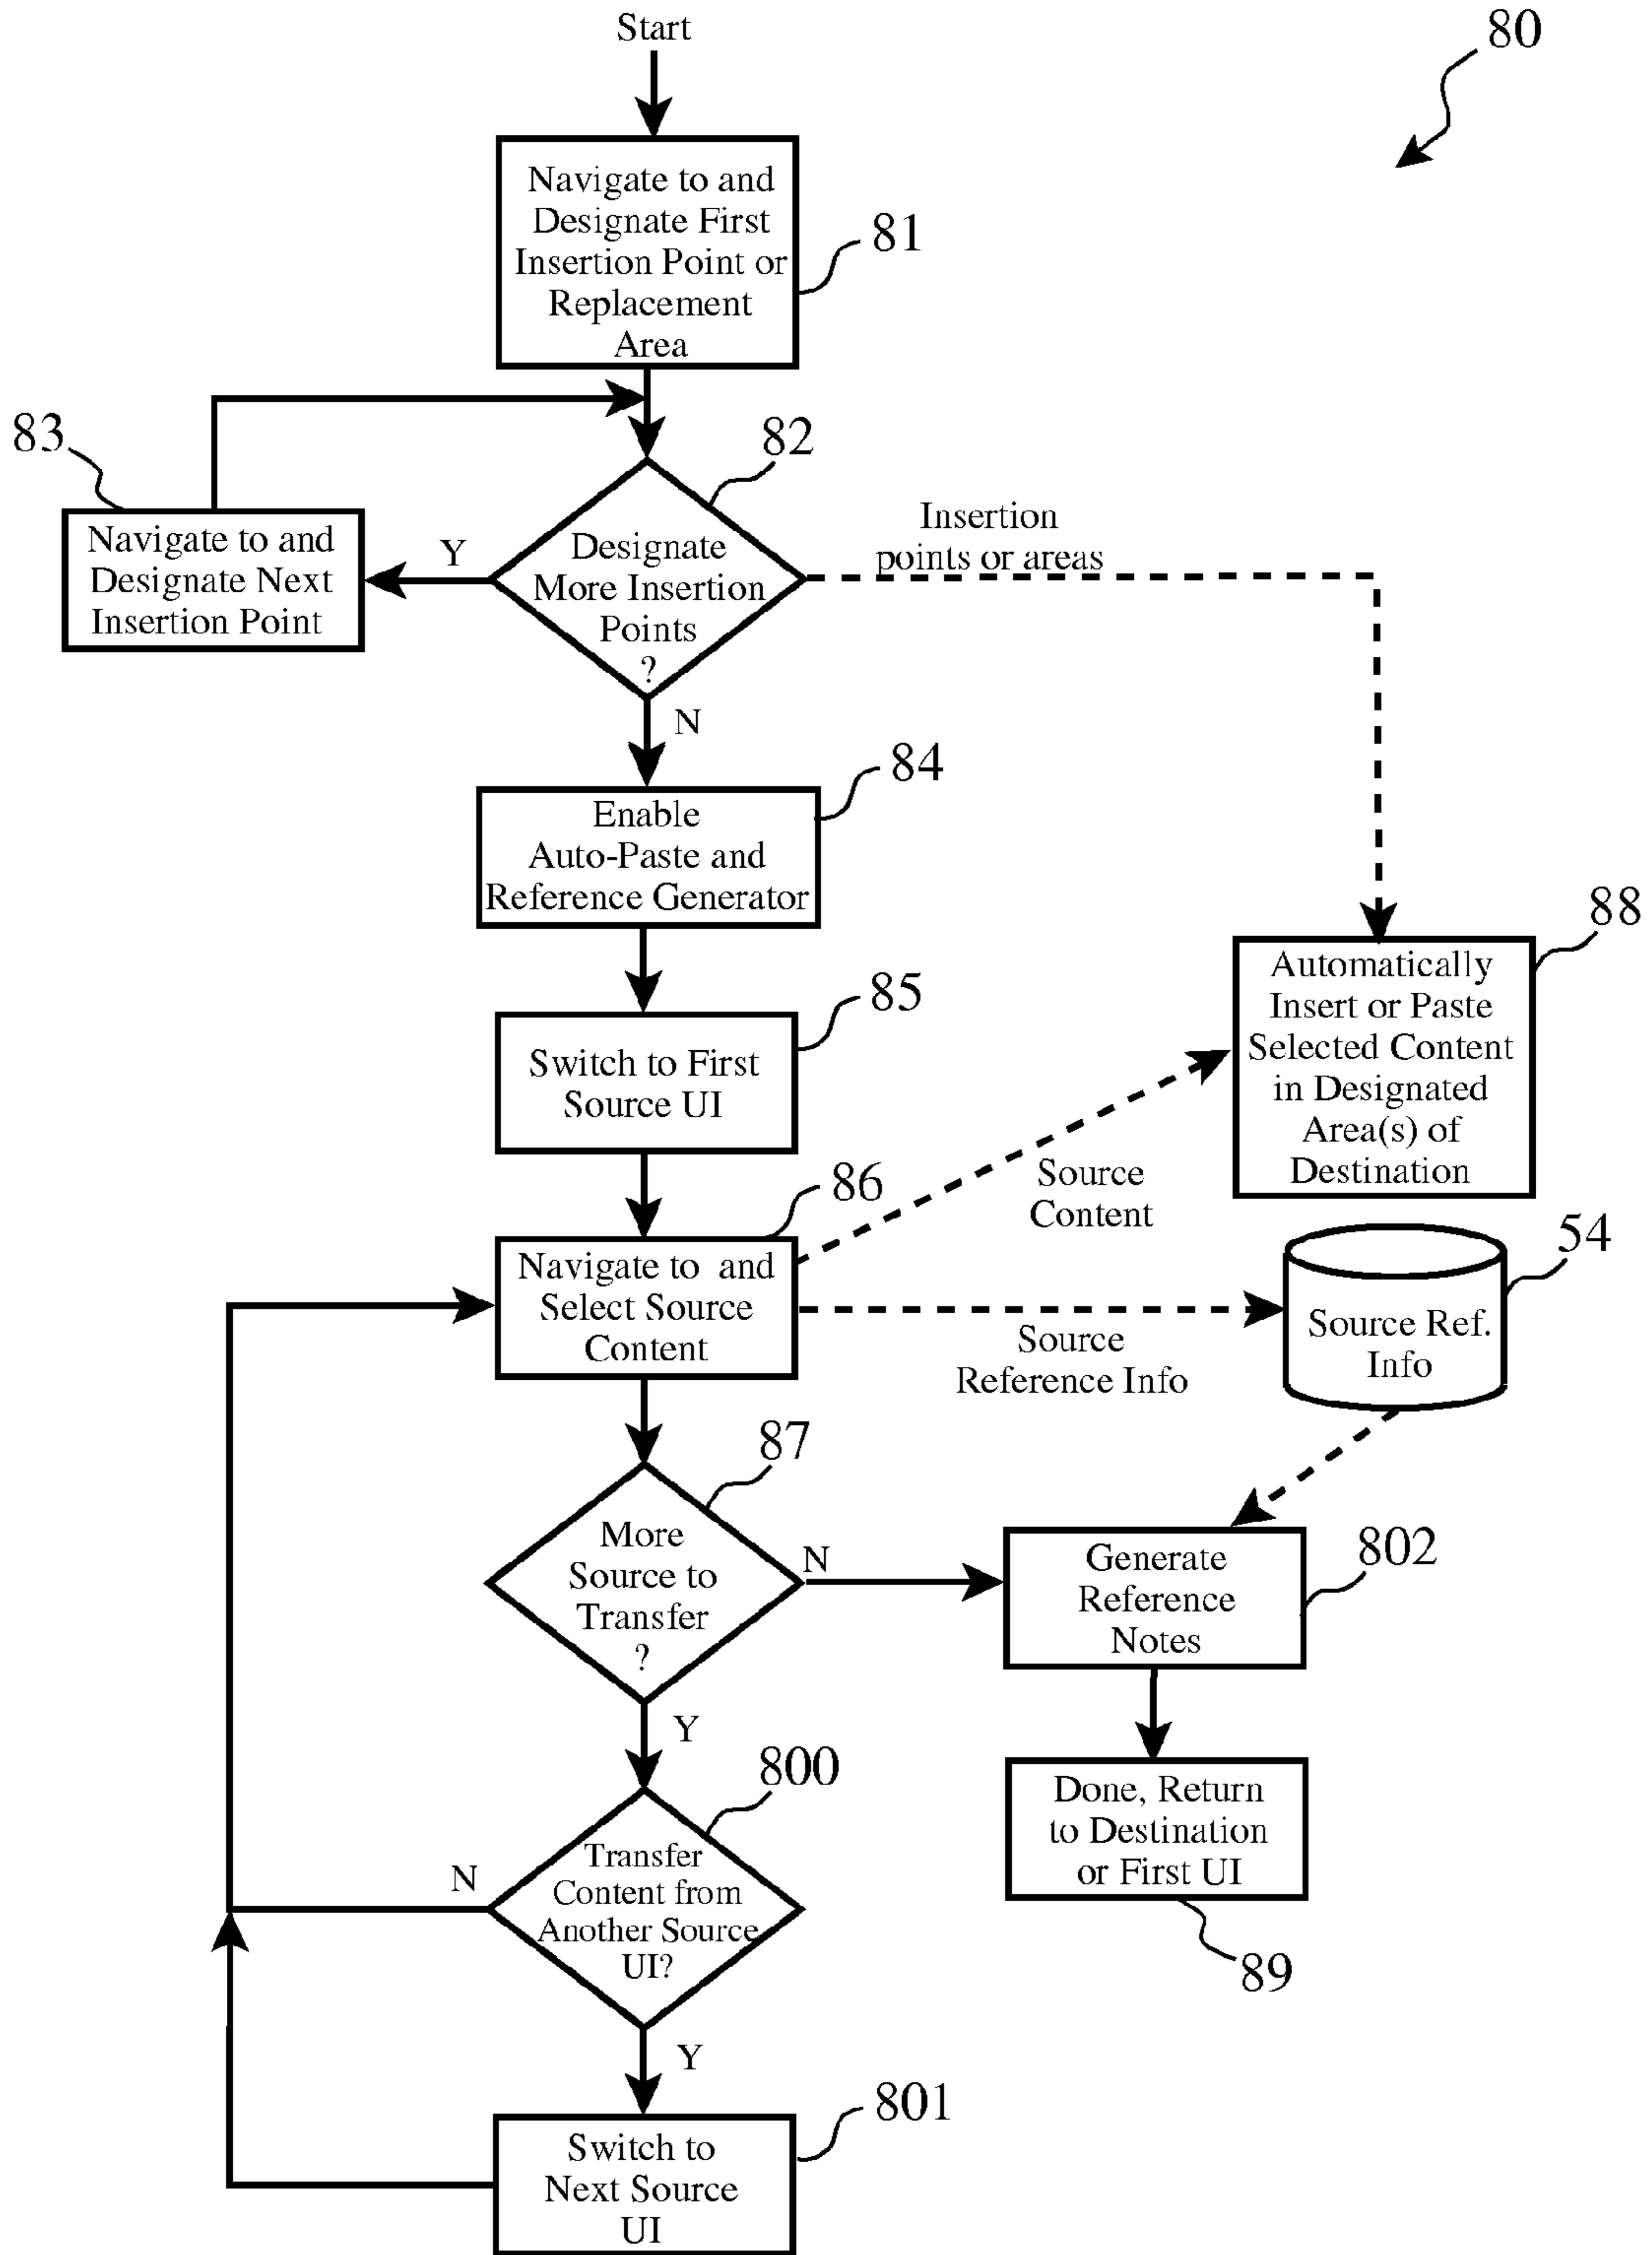 Start
80
Navigate to and
Designate First
Insertion Point or
Replacement
Area
81
83
82
Navigate to and
Designate Next
Insertion Point
Y
Designate
More Insertion
Points
?
Insertion
points or areas
N
84
Enable
Auto-Paste and
Reference Generator
88
Automatically
Insert or Paste
Selected Content
in Designated
Area(s) of
Destination
85
Switch to First
Source UI
86
Source
Content
Navigate to and
Select Source
Content
54
Source Ref.
Info
Source
Reference Info
87
More
Source to
Transfer
?
N
Generate
Reference
Notes
802
Y
800
Transfer
Content from
Another Source
UI?
N
Done, Return
to Destination
or First UI
89
Y
801
Switch to
Next Source
UI